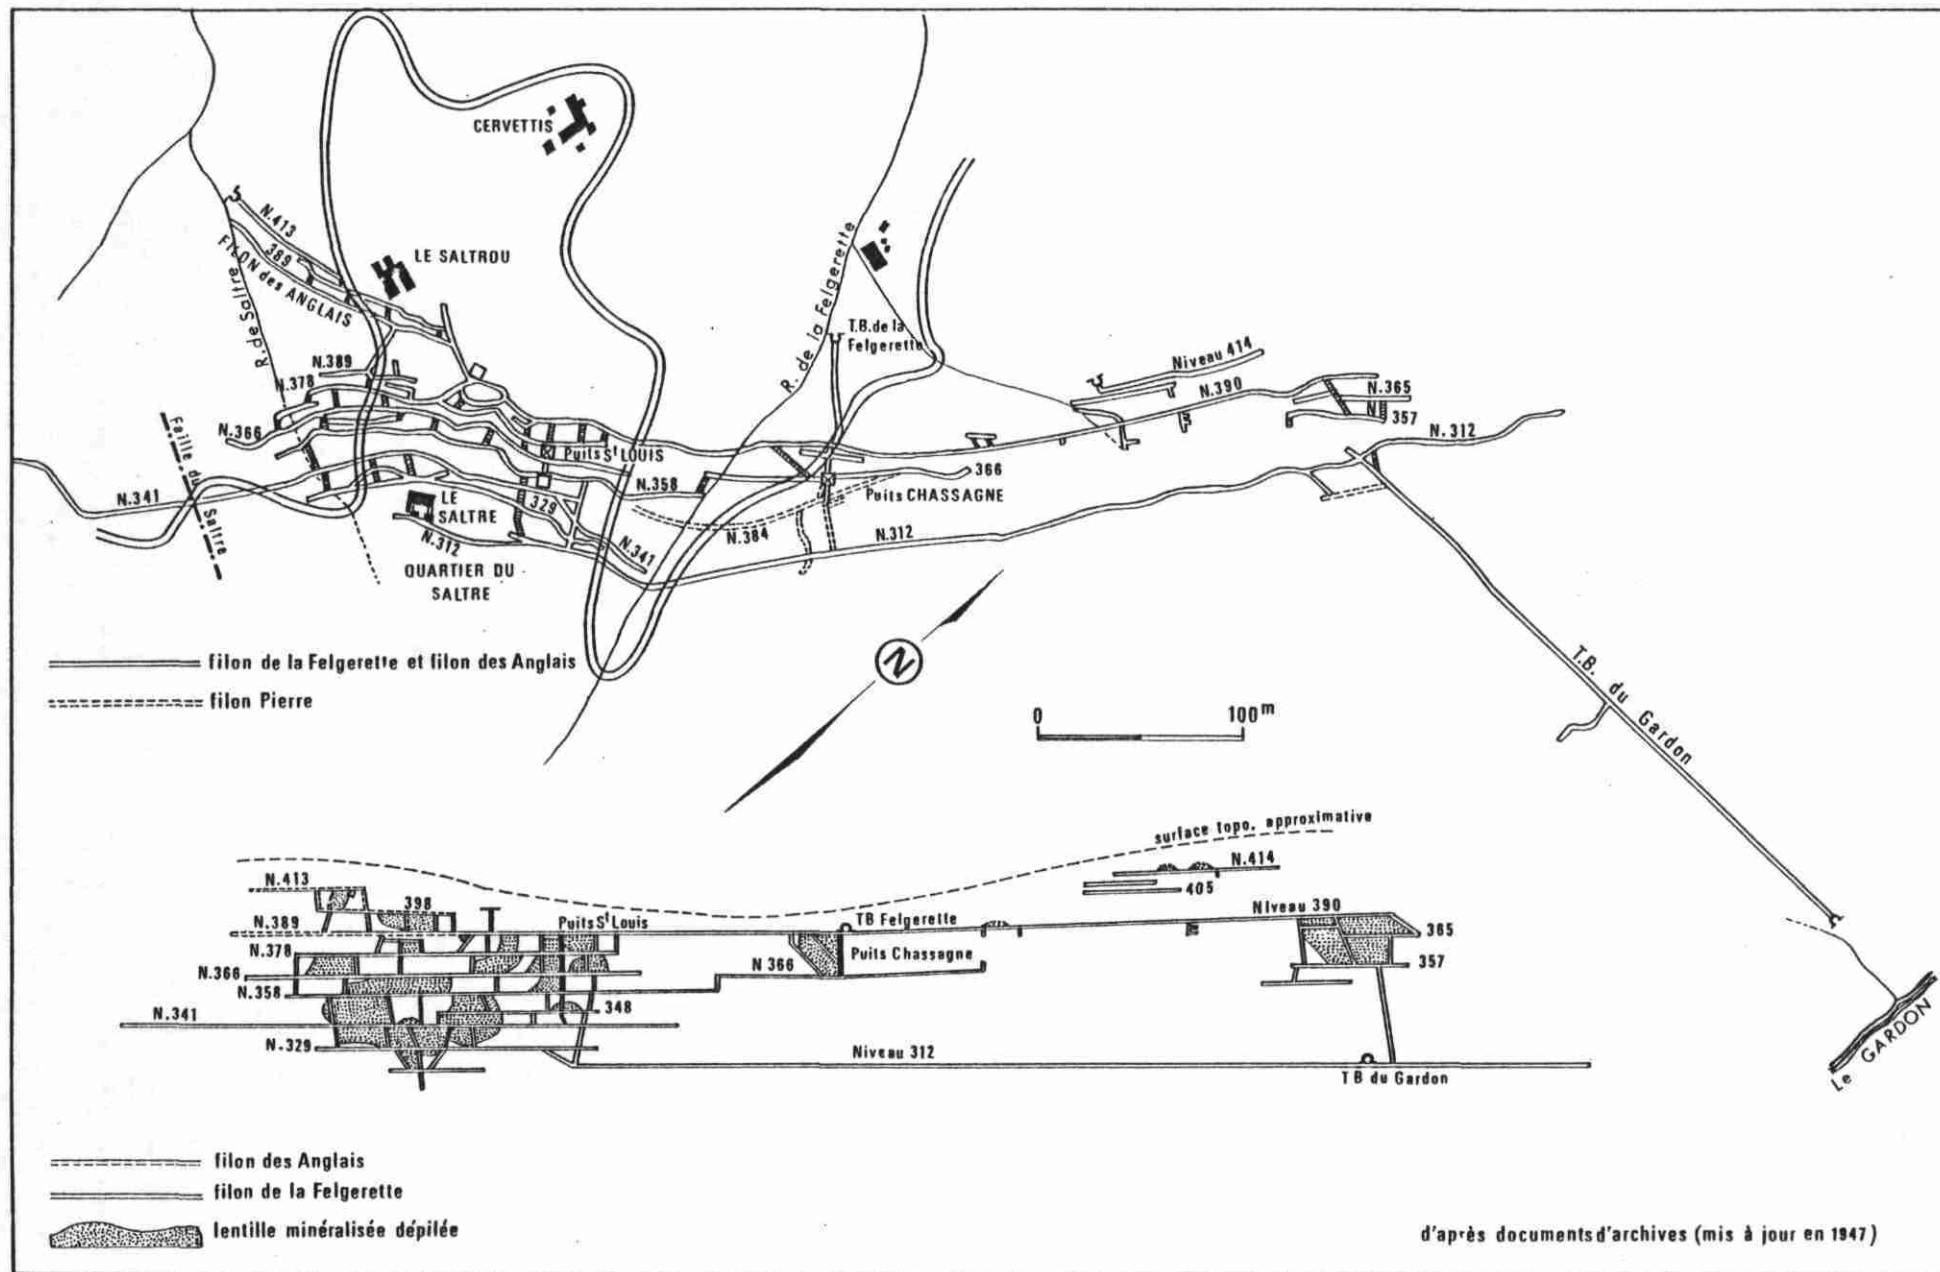 CERVETTIS
N.413
LE SALTROU
389
FILON des ANGLAIS
R. de Saltre
R. de la Felgerette
T.B. de la
Felgerette
Niveau 414
N.390
N.365
N
357
N. 312
N.389
N.378
N.366
Faille du Saltre
N.341
Puits St LOUIS
N.358
366
Puits CHASSAGNE
LE
SALTRE
329
N.384
N.312
N.312
N.341
QUARTIER DU
SALTRE
filon de la Felgerette et filon des Anglais
filon Pierre
N
0 100m
T.B. du Gardon
Le GARDON
surface topo. approximative
N.414
405
N.413
398
N.389
Puits St Louis
TB Felgerette
Niveau 390
365
N.378
Puits Chassagne
N.366
N 366
357
N.358
348
N.341
N.329
Niveau 312
TB du Gardon
filon des Anglais
filon de la Felgerette
lentille minéralisée dépilée
d'après documents d'archives (mis à jour en 1947)